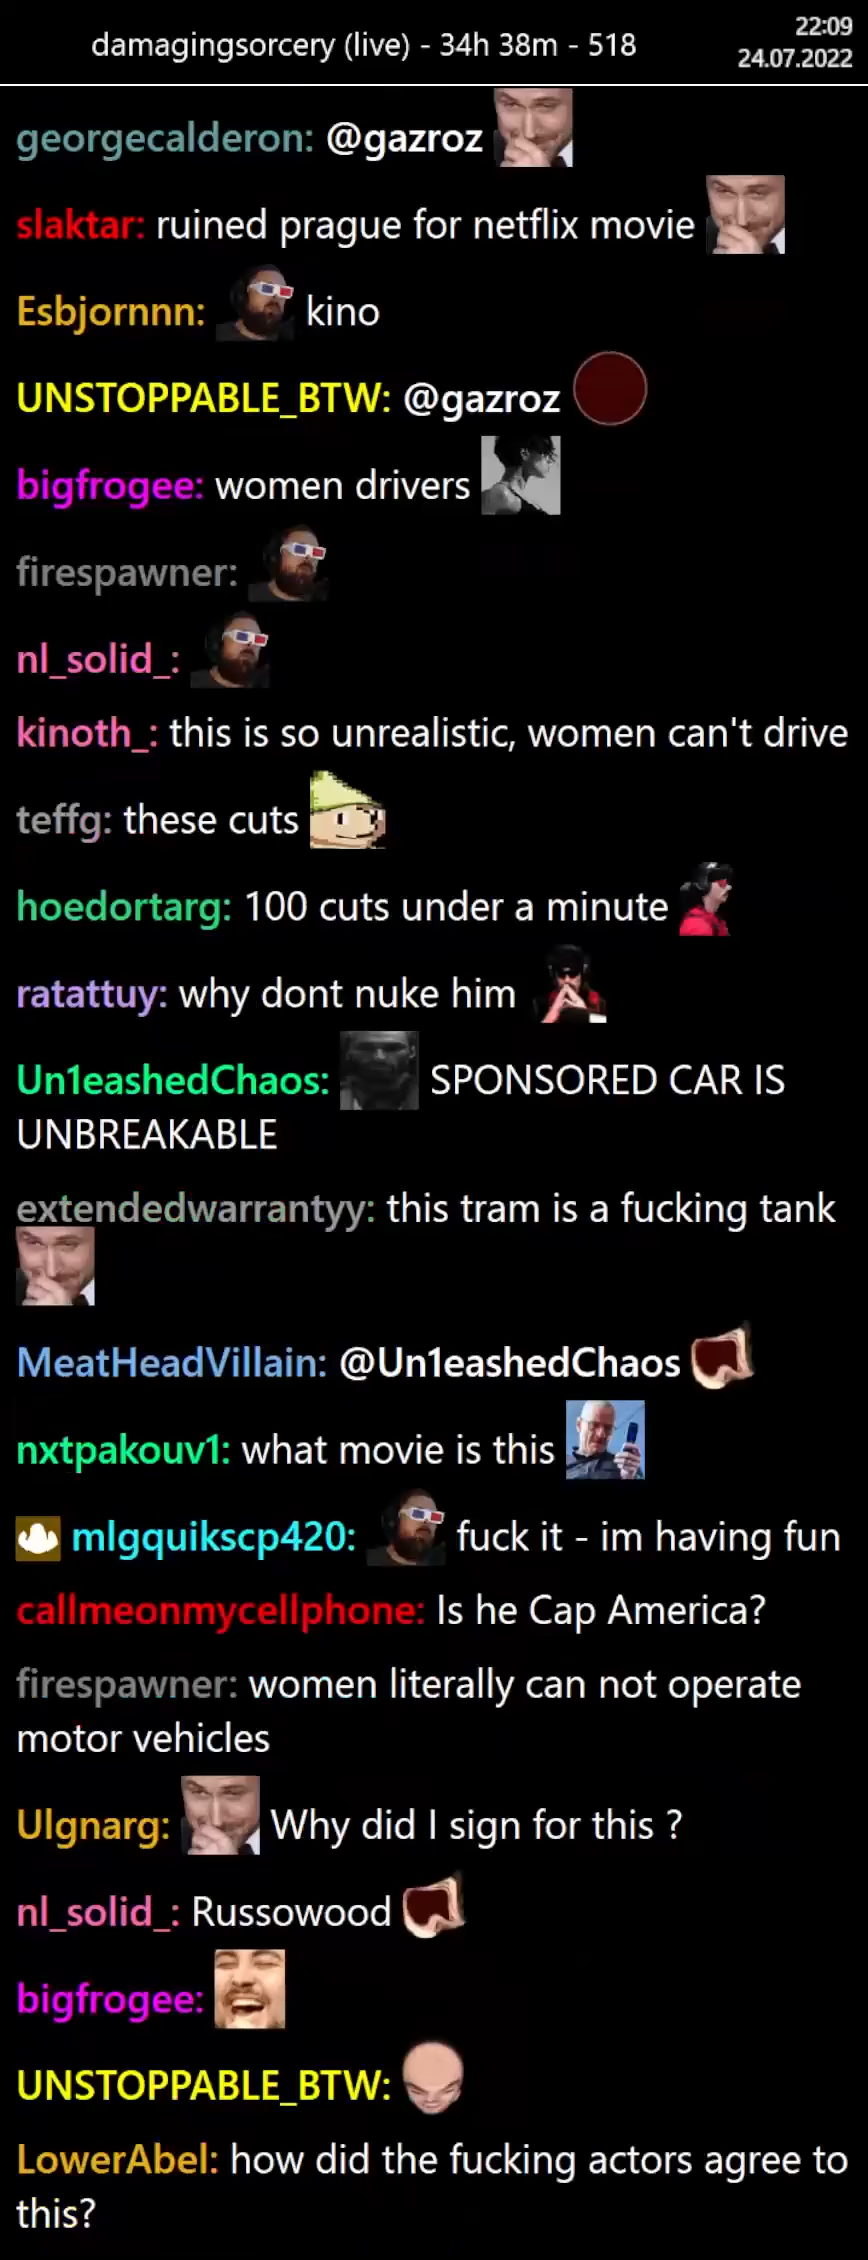 damagingsorcery (live) - 34h 38m - 518
22:09
24.07.2022
georgecalderon: @gazroz
slaktar: ruined prague for netflix movie
Esbjornnn: kino
UNSTOPPABLE_BTW: @gazroz
bigfrogee: women drivers
firespawner:
nl_solid_:
kinoth_: this is so unrealistic, women can't drive
teffg: these cuts
hoedortarg: 100 cuts under a minute
ratattuy: why dont nuke him
Un1eashedChaos: SPONSORED CAR IS
UNBREAKABLE
extendedwarrantyy: this tram is a fucking tank
MeatHeadVillain: @Un1eashedChaos
nxtpakouv1: what movie is this
mlgquikscp420: fuck it - im having fun
callmeonmycellphone: Is he Cap America?
firespawner: women literally can not operate
motor vehicles
Ulgnarg: Why did I sign for this ?
nl_solid_: Russowood
bigfrogee:
UNSTOPPABLE_BTW:
LowerAbel: how did the fucking actors agree to
this?